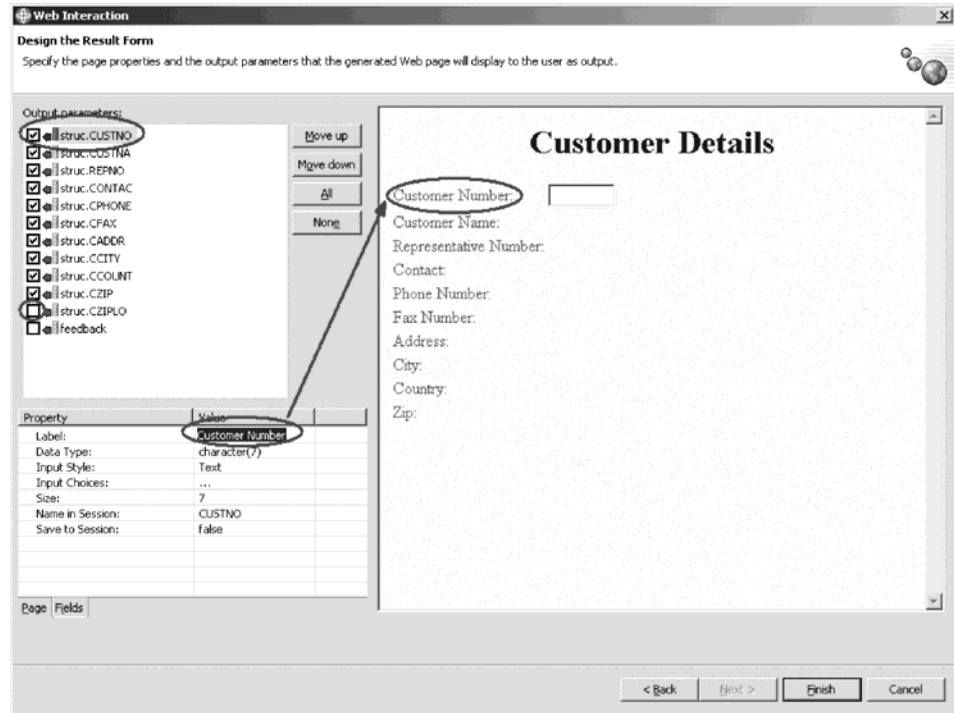 Web Interaction
Design the Result Form
Specify the page properties and the output parameters that the generated Web page will display to the user as output.
Output parameters:
struc.CUSTNO
struc.CUSTNA
struc.REPNO
struc.CONTAC
struc.CPHONE
struc.CFAX
struc.CADDR
struc.CCITY
struc.CCOUNT
struc.CZIP
struc.CZIPLO
feedback
Move up
Move down
All
None
Property Value
Label: Customer Number
Data Type: character(7)
Input Style: Text
Input Choices: ...
Size: 7
Name in Session: CUSTNO
Save to Session: false
Page Fields
Customer Details
Customer Number:
Customer Name:
Representative Number:
Contact:
Phone Number:
Fax Number:
Address:
City:
Country:
Zip:
< Back Next > Finish Cancel